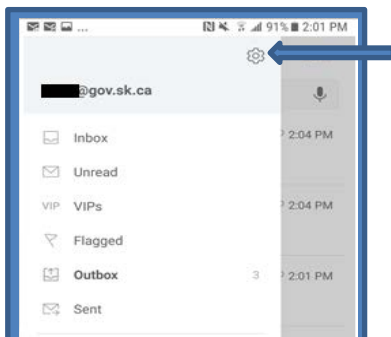 ... 91% 2:01 PM
@gov.sk.ca
Inbox 2:04 PM
Unread
VIP VIPs 2:04 PM
Flagged
Outbox 3 2:01 PM
Sent